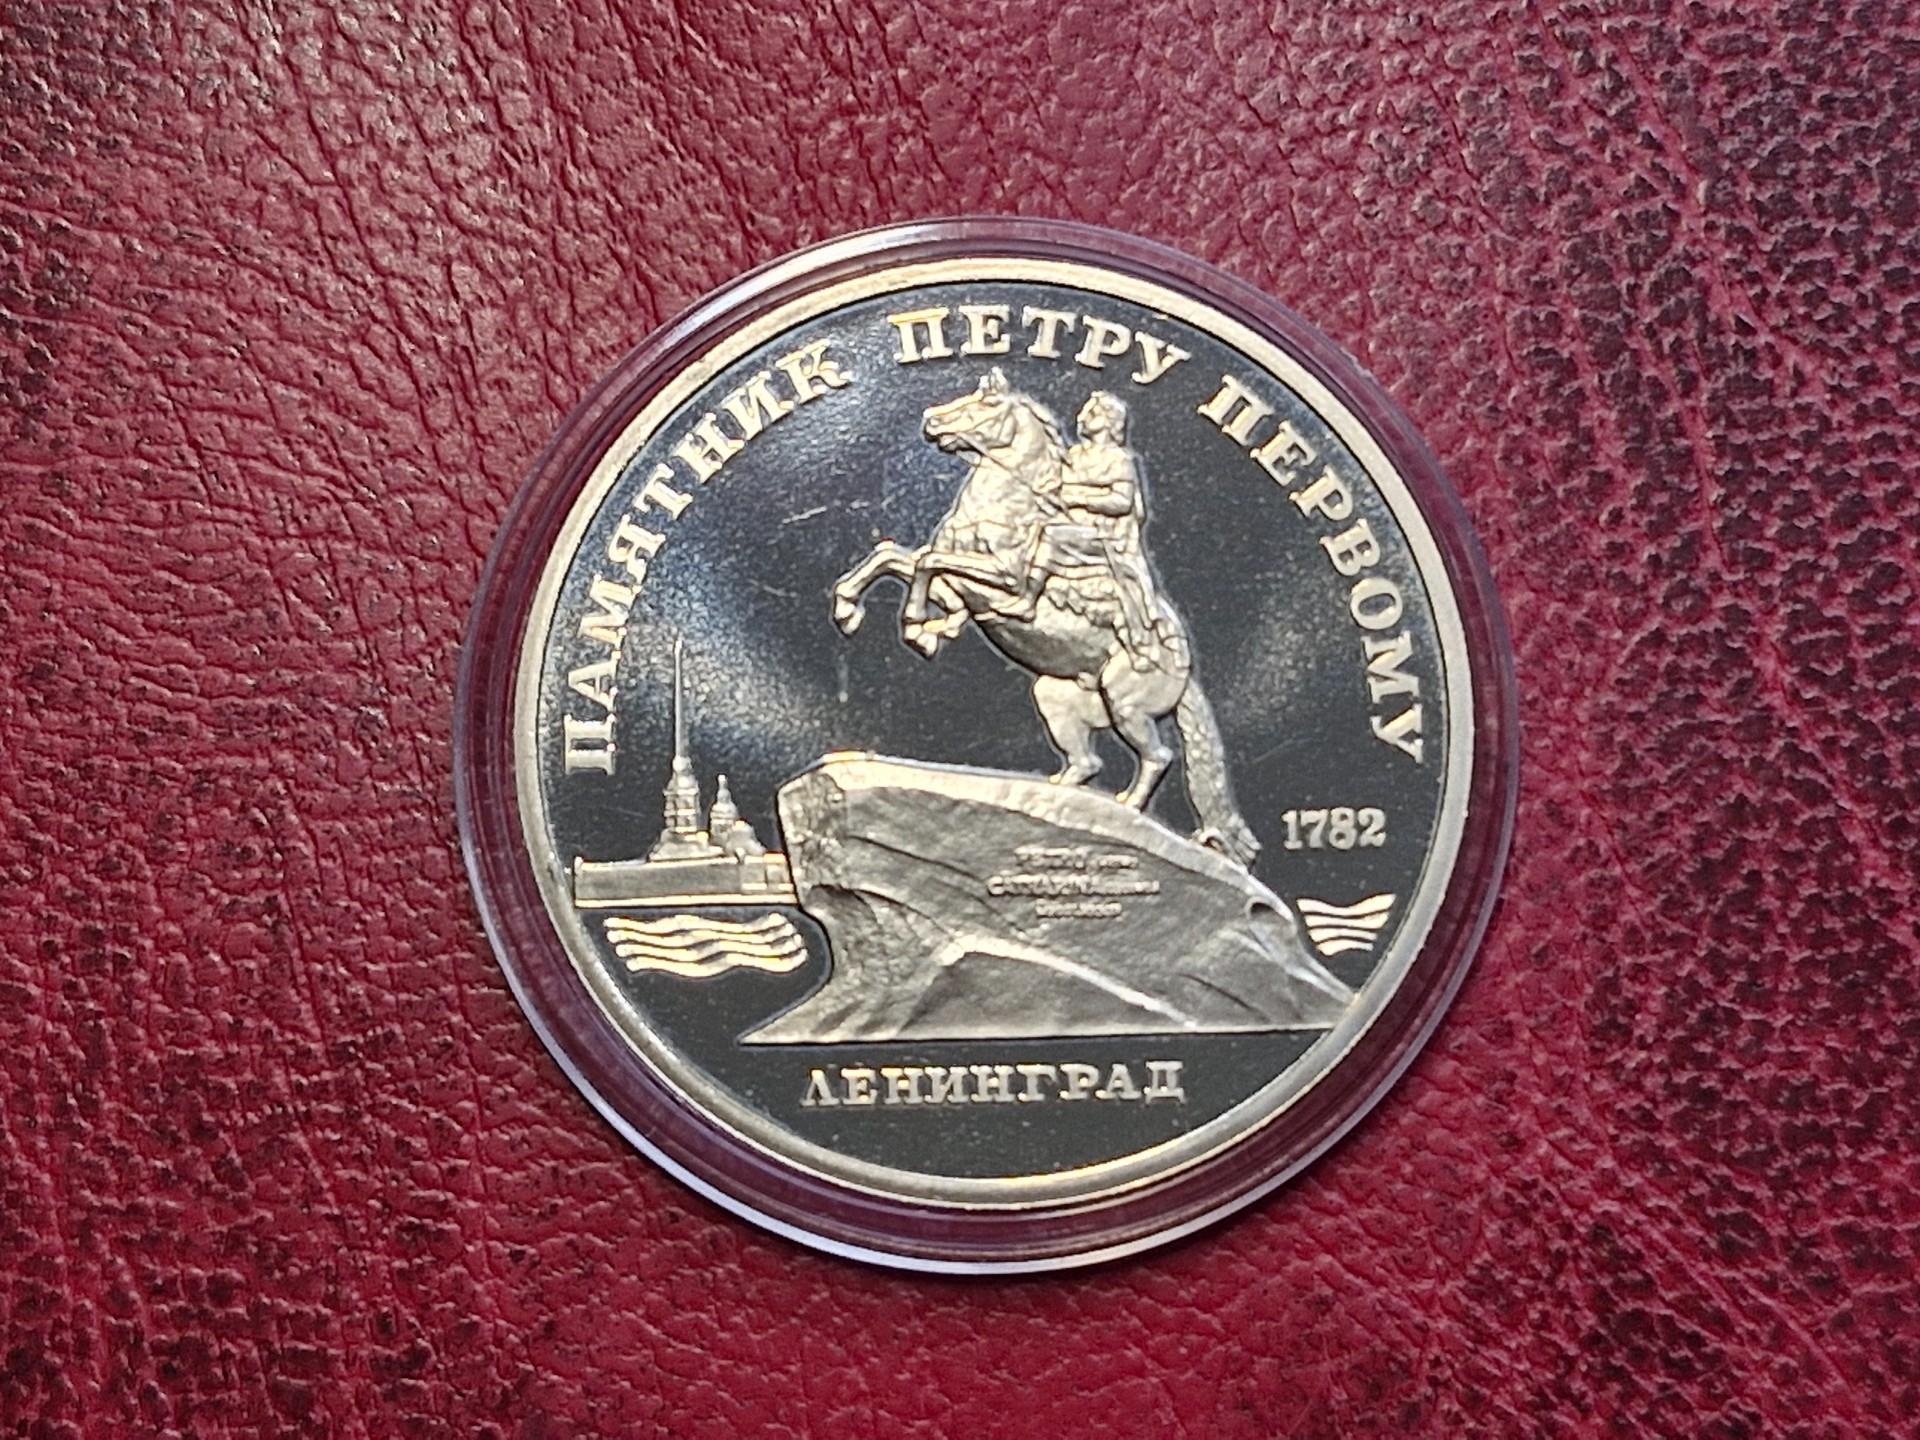 ПАМЯТНИК ПЕТРУ ПЕРВОМУ
1782
ЛЕНИНГРАД